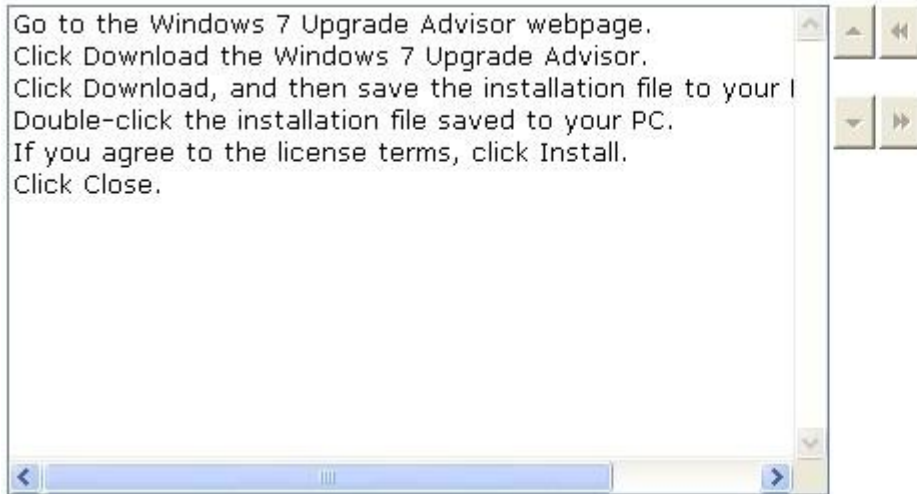 Go to the Windows 7 Upgrade Advisor webpage.
Click Download the Windows 7 Upgrade Advisor.
Click Download, and then save the installation file to your
Double-click the installation file saved to your PC.
If you agree to the license terms, click Install.
Click Close.